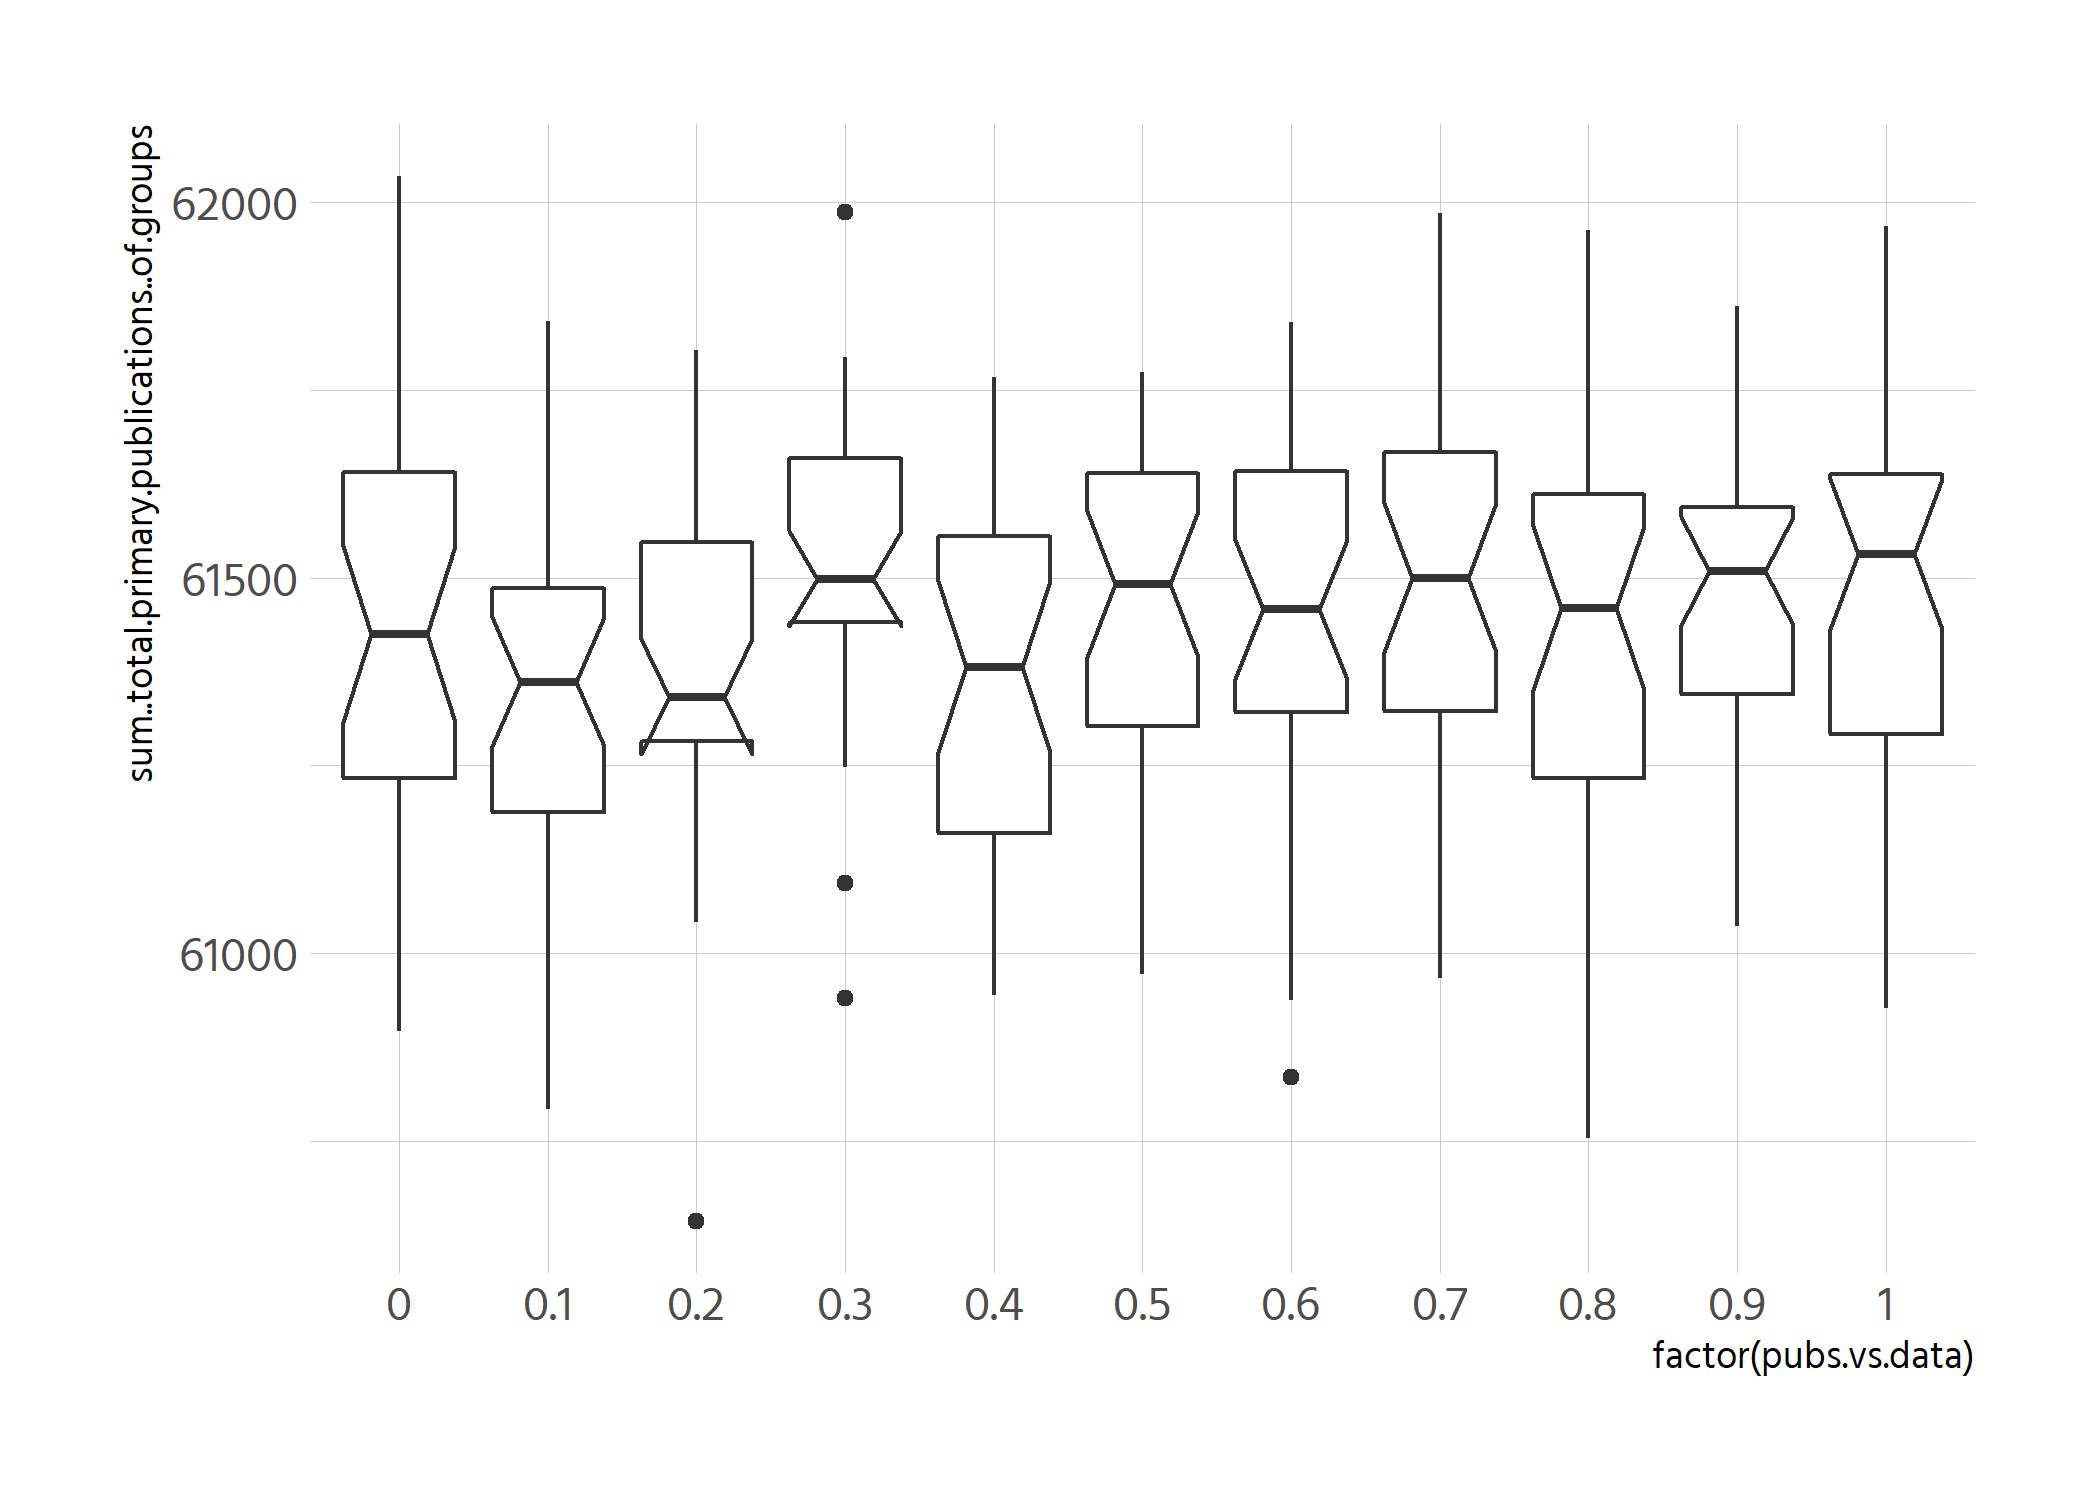 sum..total.primary.publications..of.groups
62000
61500
61000
0 0.1 0.2 0.3 0.4 0.5 0.6 0.7 0.8 0.9 1
factor(pubs.vs.data)